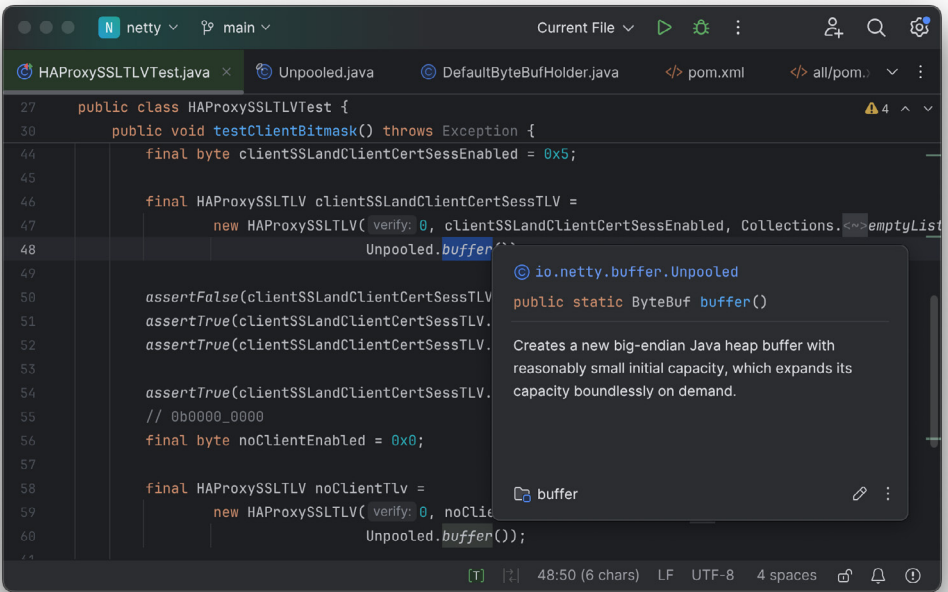 N netty main Current File
HAProxySSLTLVTest.java Unpooled.java DefaultByteBufHolder.java </> pom.xml </> all/pom.
27 public class HAProxySSLTLVTest { 4
30 public void testClientBitmask() throws Exception {
44 final byte clientSSLandClientCertSessEnabled = 0x5;
45
46 final HAProxySSLTLV clientSSLandClientCertSessTLV =
47 new HAProxySSLTLV( verify: 0, clientSSLandClientCertSessEnabled, Collections.<~>emptyList
48 Unpooled.buffer());
49
50 assertFalse(clientSSLandClientCertSessTLV
51 assertTrue(clientSSLandClientCertSessTLV.
52 assertTrue(clientSSLandClientCertSessTLV.
53
54 assertTrue(clientSSLandClientCertSessTLV.
55 // 0b0000_0000
56 final byte noClientEnabled = 0x0;
57
58 final HAProxySSLTLV noClientTlv =
59 new HAProxySSLTLV( verify: 0, noClie
60 Unpooled.buffer());
61
© io.netty.buffer.Unpooled
public static ByteBuf buffer()
Creates a new big-endian Java heap buffer with
reasonably small initial capacity, which expands its
capacity boundlessly on demand.
buffer
[T] 48:50 (6 chars) LF UTF-8 4 spaces